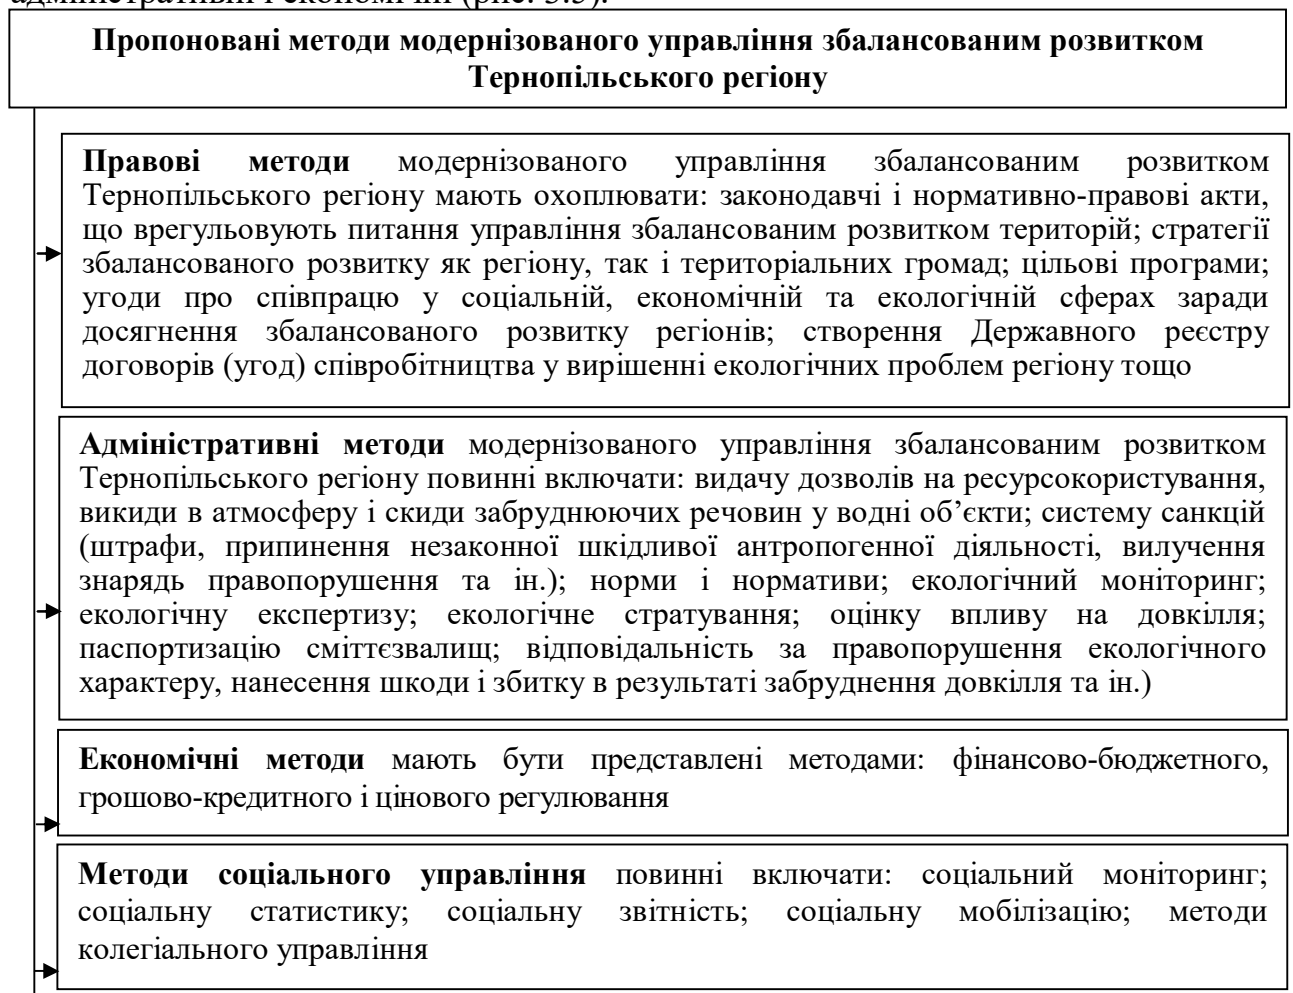 адміністративні і економічні (рис. 3.3).
Пропоновані методи модернізованого управління збалансованим розвитком
Тернопільського регіону
Правові методи модернізованого управління збалансованим розвитком
Тернопільського регіону мають охоплювати: законодавчі і нормативно-правові акти,
що врегульовують питання управління збалансованим розвитком територій; стратегії
збалансованого розвитку як регіону, так і територіальних громад; цільові програми;
угоди про співпрацю у соціальній, економічній та екологічній сферах заради
досягнення збалансованого розвитку регіонів; створення Державного реєстру
договорів (угод) співробітництва у вирішенні екологічних проблем регіону тощо
Адміністративні методи модернізованого управління збалансованим розвитком
Тернопільського регіону повинні включати: видачу дозволів на ресурсокористування,
викиди в атмосферу і скиди забруднюючих речовин у водні об’єкти; систему санкцій
(штрафи, припинення незаконної шкідливої антропогенної діяльності, вилучення
знарядь правопорушення та ін.); норми і нормативи; екологічний моніторинг;
екологічну експертизу; екологічне стратування; оцінку впливу на довкілля;
паспортизацію сміттєзвалищ; відповідальність за правопорушення екологічного
характеру, нанесення шкоди і збитку в результаті забруднення довкілля та ін.)
Економічні методи мають бути представлені методами: фінансово-бюджетного,
грошово-кредитного і цінового регулювання
Методи соціального управління повинні включати: соціальний моніторинг;
соціальну статистику; соціальну звітність; соціальну мобілізацію; методи
колегіального управління